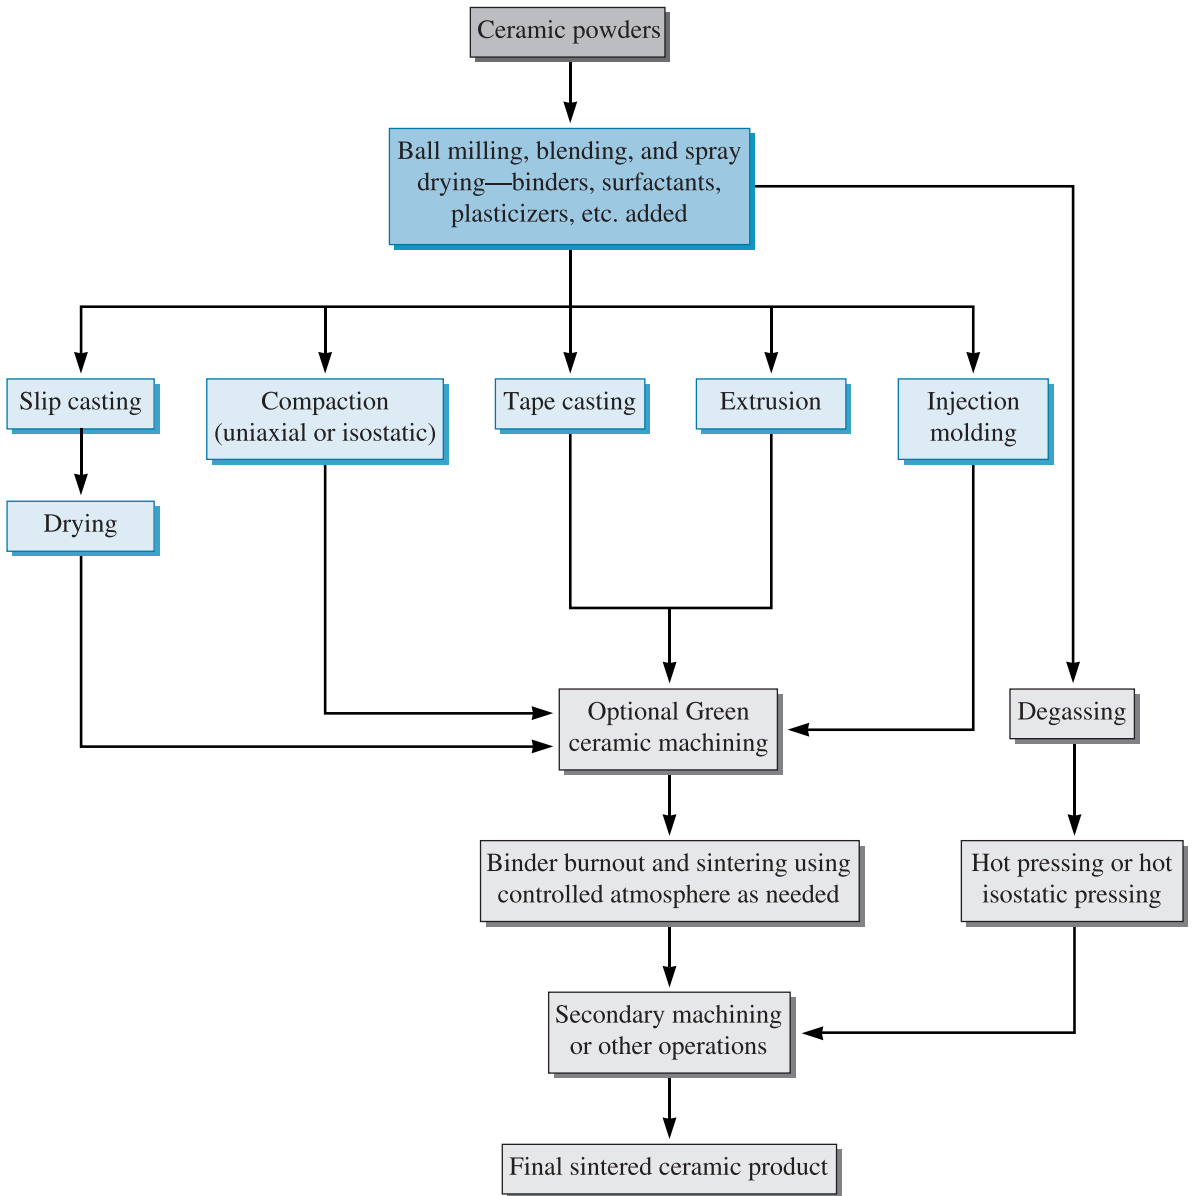 Ceramic powders
Ball milling, blending, and spray
drying—binders, surfactants,
plasticizers, etc. added
Slip casting
Compaction
(uniaxial or isostatic)
Tape casting
Extrusion
Injection
molding
Drying
Optional Green
ceramic machining
Degassing
Binder burnout and sintering using
controlled atmosphere as needed
Hot pressing or hot
isostatic pressing
Secondary machining
or other operations
Final sintered ceramic product